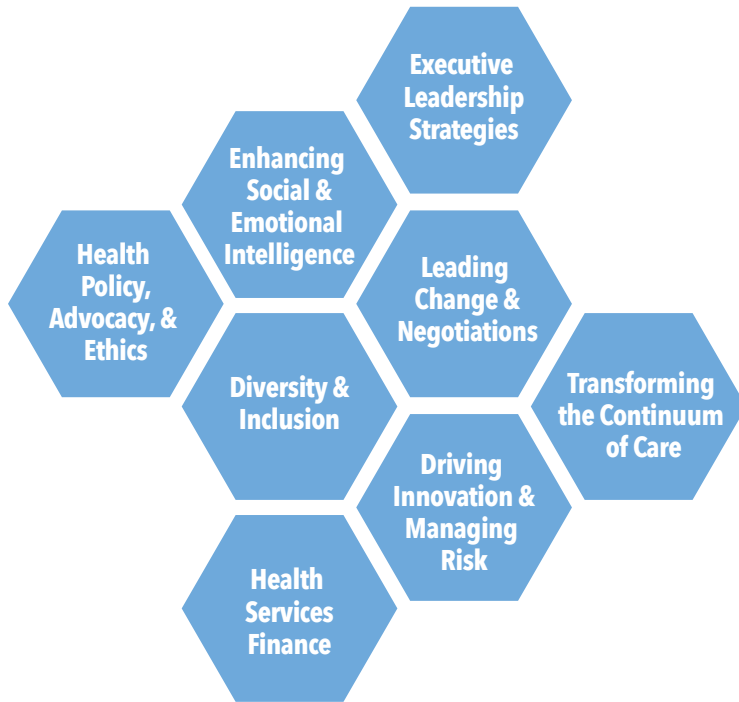 Executive
Leadership
Strategies
Enhancing
Social &
Emotional
Intelligence
Health
Policy,
Advocacy, &
Ethics
Leading
Change &
Negotiations
Diversity &
Inclusion
Transforming
the Continuum
of Care
Driving
Innovation &
Managing
Risk
Health
Services
Finance